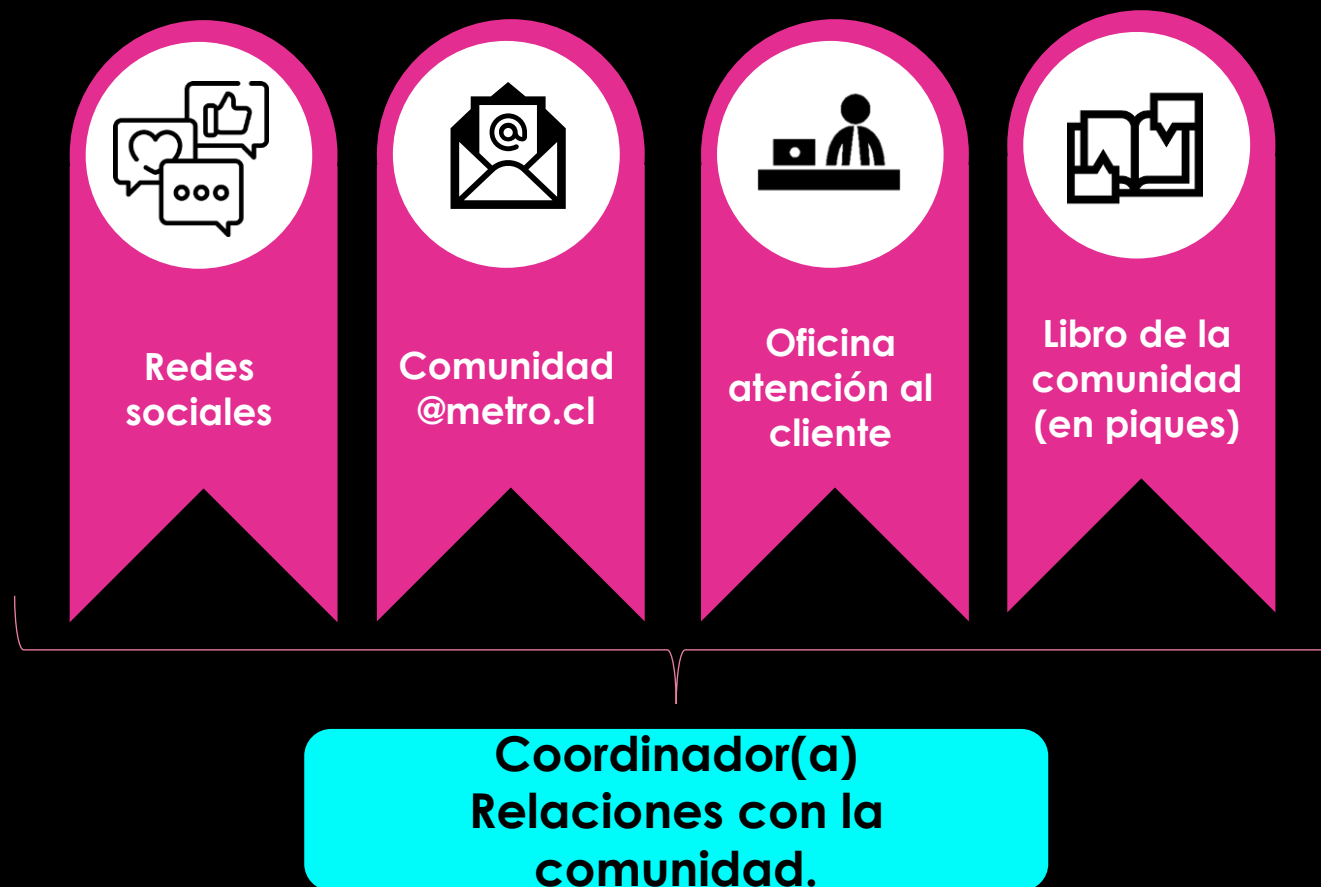 Redes
sociales
Comunidad
@metro.cl
Oficina
atención al
cliente
Libro de la
comunidad
(en piques)
Coordinador(a)
Relaciones con la
comunidad.